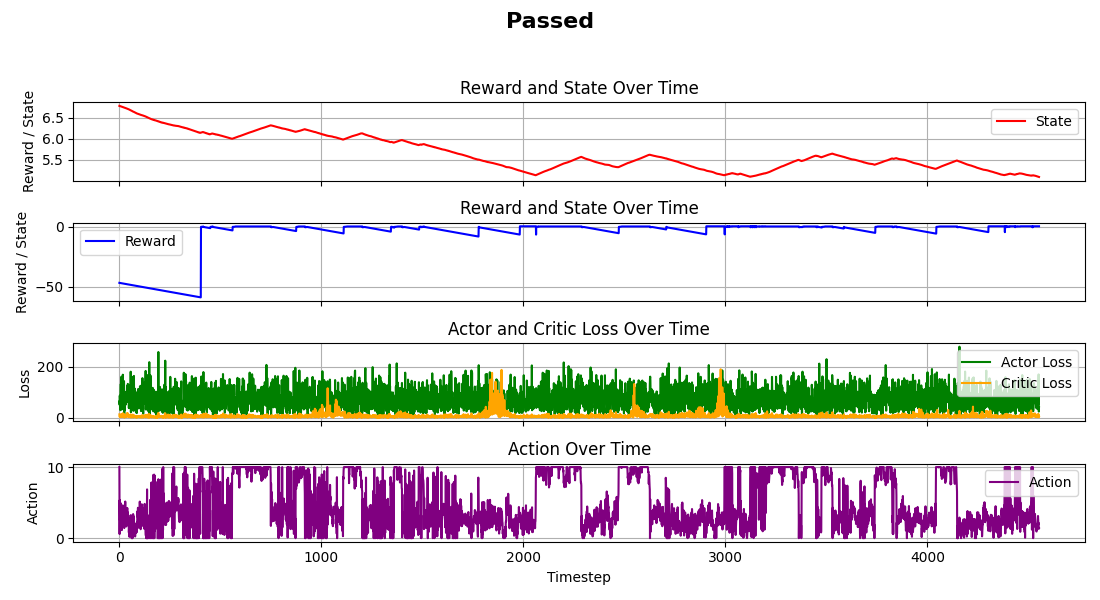 Passed
Reward and State Over Time
Reward / State
6.5
6.0
5.5
State
Reward and State Over Time
Reward / State
0
−50
Reward
Actor and Critic Loss Over Time
Loss
200
0
Actor Loss
Critic Loss
Action Over Time
Action
10
0
Action
0 1000 2000 3000 4000
Timestep